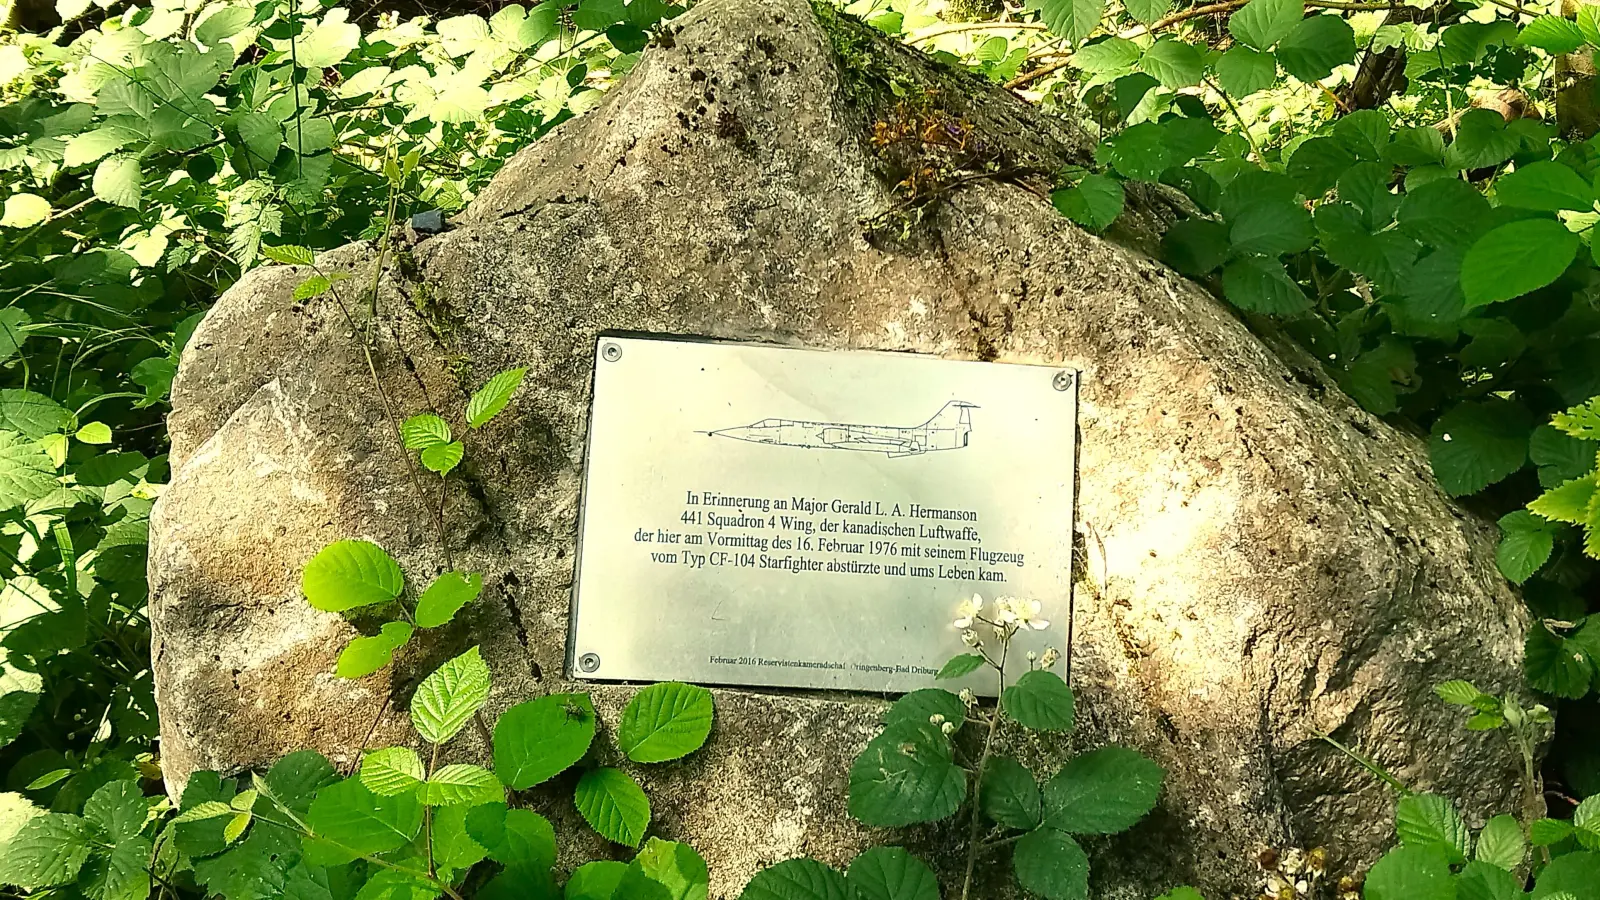 In Erinnerung an Major Gerald L. A. Hermanson
441 Squadron 4 Wing, der kanadischen Luftwaffe,
der hier am Vormittag des 16. Februar 1976 mit seinem Flugzeug
vom Typ CF-104 Starfighter abstürzte und ums Leben kam.
Februar 2016 Reservistenkameradschaf ringenberg-Bad Driburg